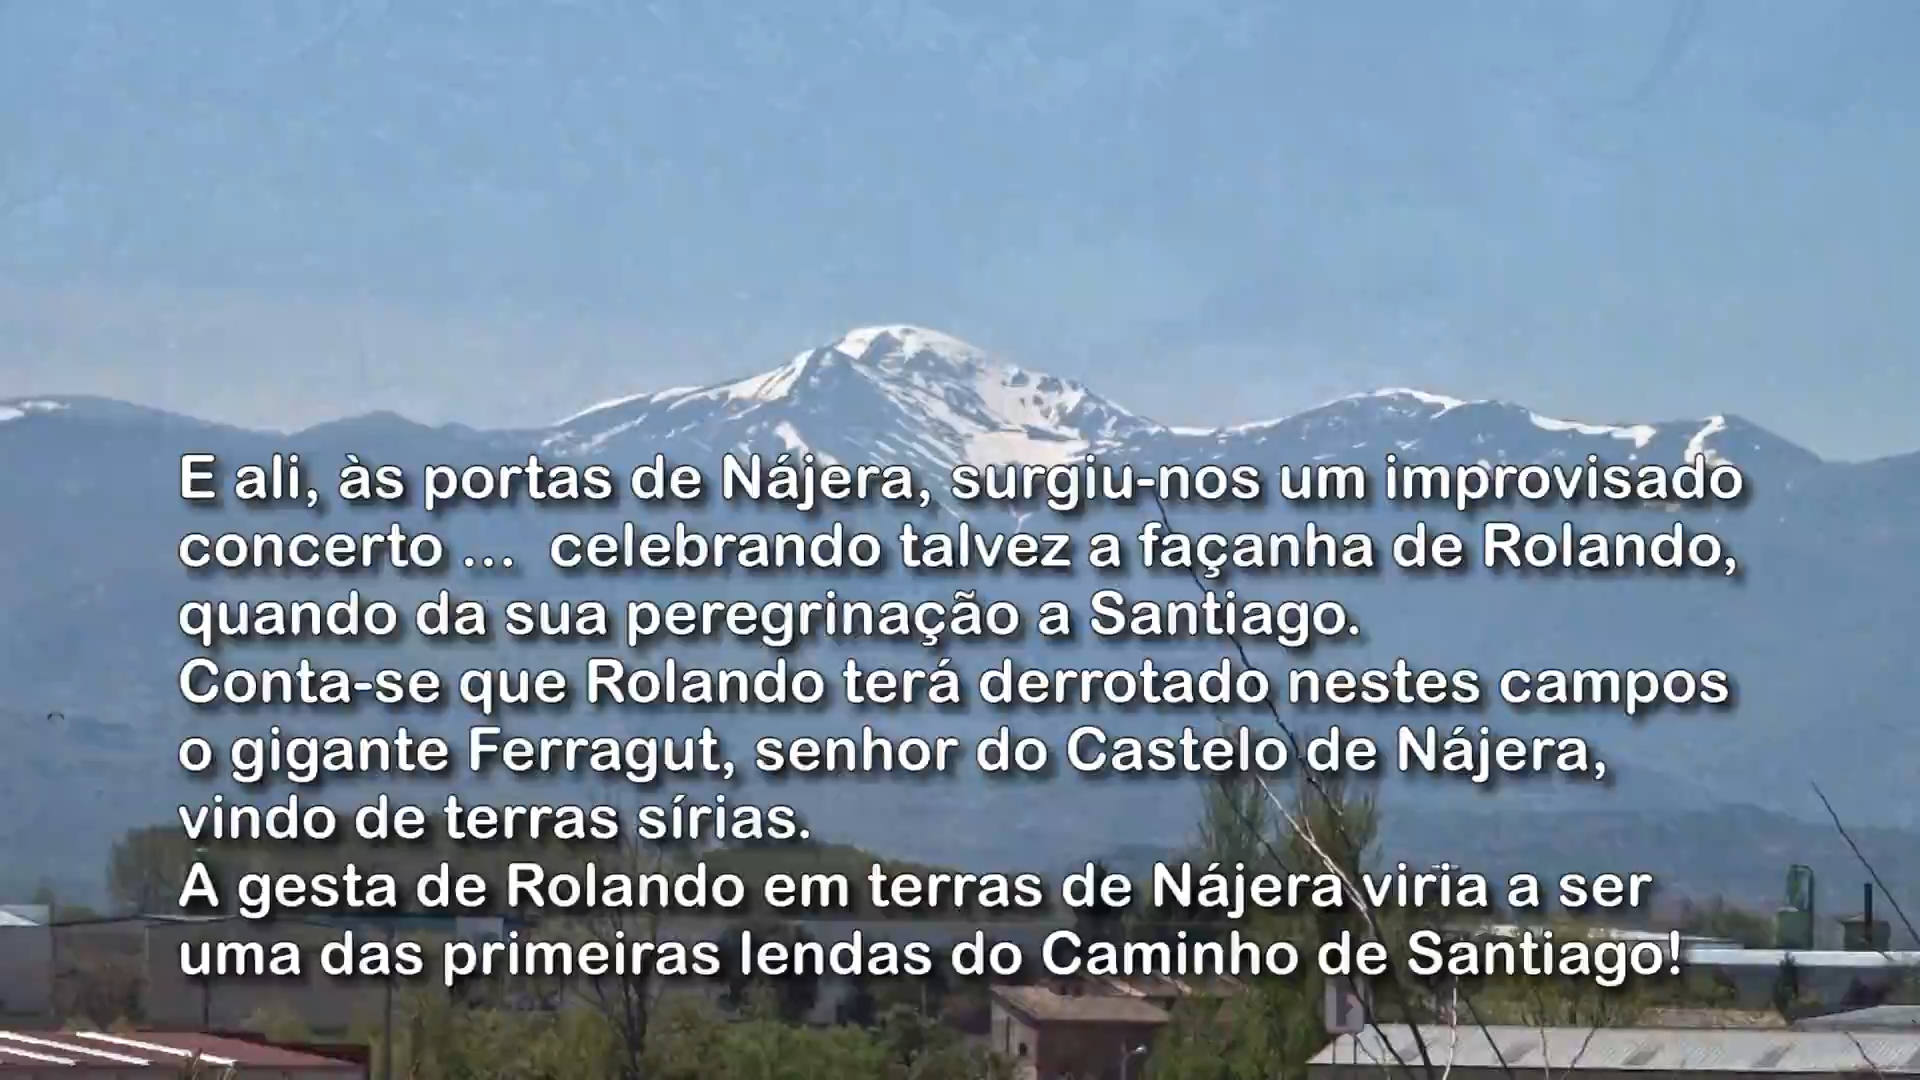 E ali, às portas de Nájera, surgiu-nos um improvisado
concerto ... celebrando talvez a façanha de Rolando,
quando da sua peregrinação a Santiago.
Conta-se que Rolando terá derrotado nestes campos
o gigante Ferragut, senhor do Castelo de Nájera,
vindo de terras sírias.
A gesta de Rolando em terras de Nájera viria a ser
uma das primeiras lendas do Caminho de Santiago!